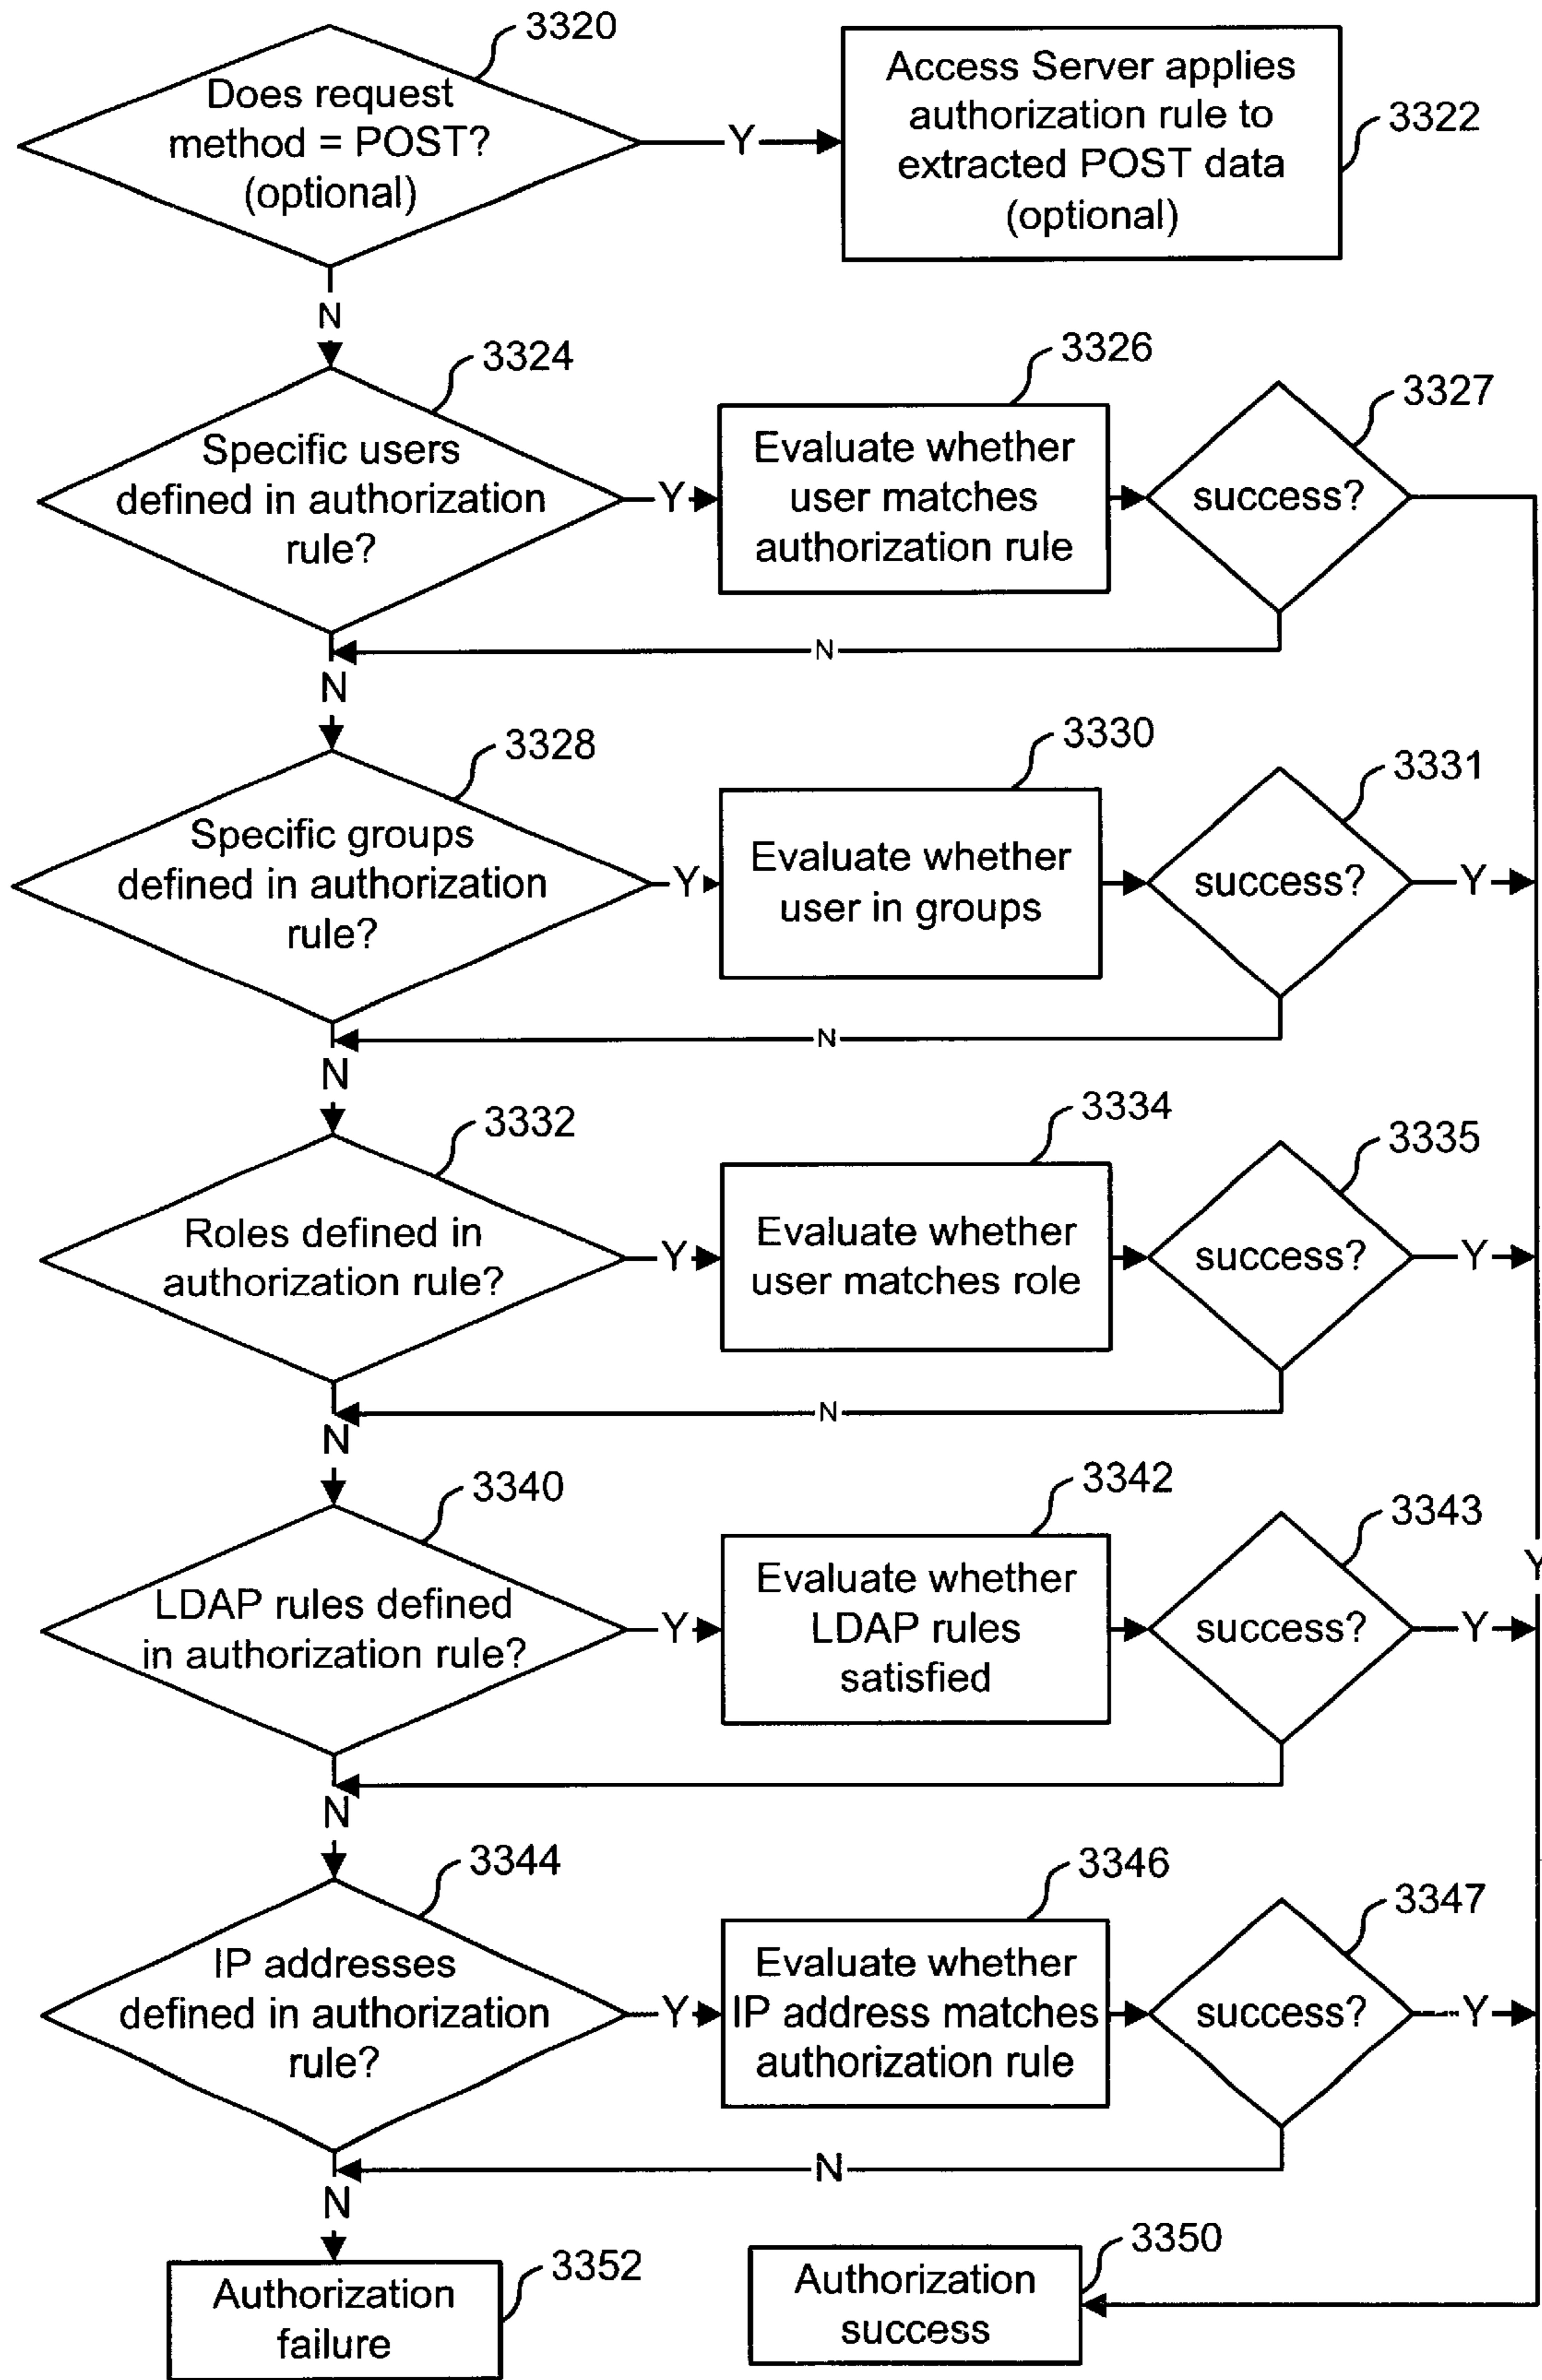 3320
Does request
method = POST?
(optional)
Y
Access Server applies
authorization rule to
extracted POST data
(optional)
3322
N
3324
Specific users
defined in authorization
rule?
Y
3326
Evaluate whether
user matches
authorization rule
3327
success?
N
N
3328
Specific groups
defined in authorization
rule?
Y
3330
Evaluate whether
user in groups
3331
success?
Y
N
N
3332
Roles defined in
authorization rule?
Y
3334
Evaluate whether
user matches role
3335
success?
Y
N
N
3340
LDAP rules defined
in authorization rule?
Y
3342
Evaluate whether
LDAP rules
satisfied
3343
success?
Y
Y
N
3344
IP addresses
defined in authorization
rule?
Y
3346
Evaluate whether
IP address matches
authorization rule
3347
success?
Y
N
N
Authorization
failure
3352
Authorization
success
3350